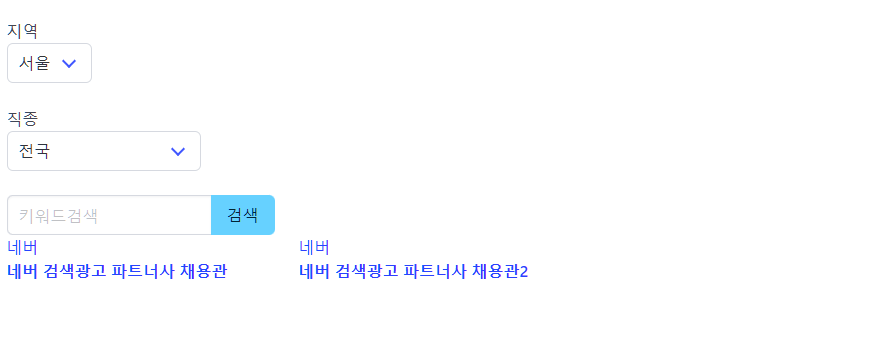 지역
서울
직종
전국
키워드검색 검색
네버 네버
네버 검색광고 파트너사 채용관 네버 검색광고 파트너사 채용관2